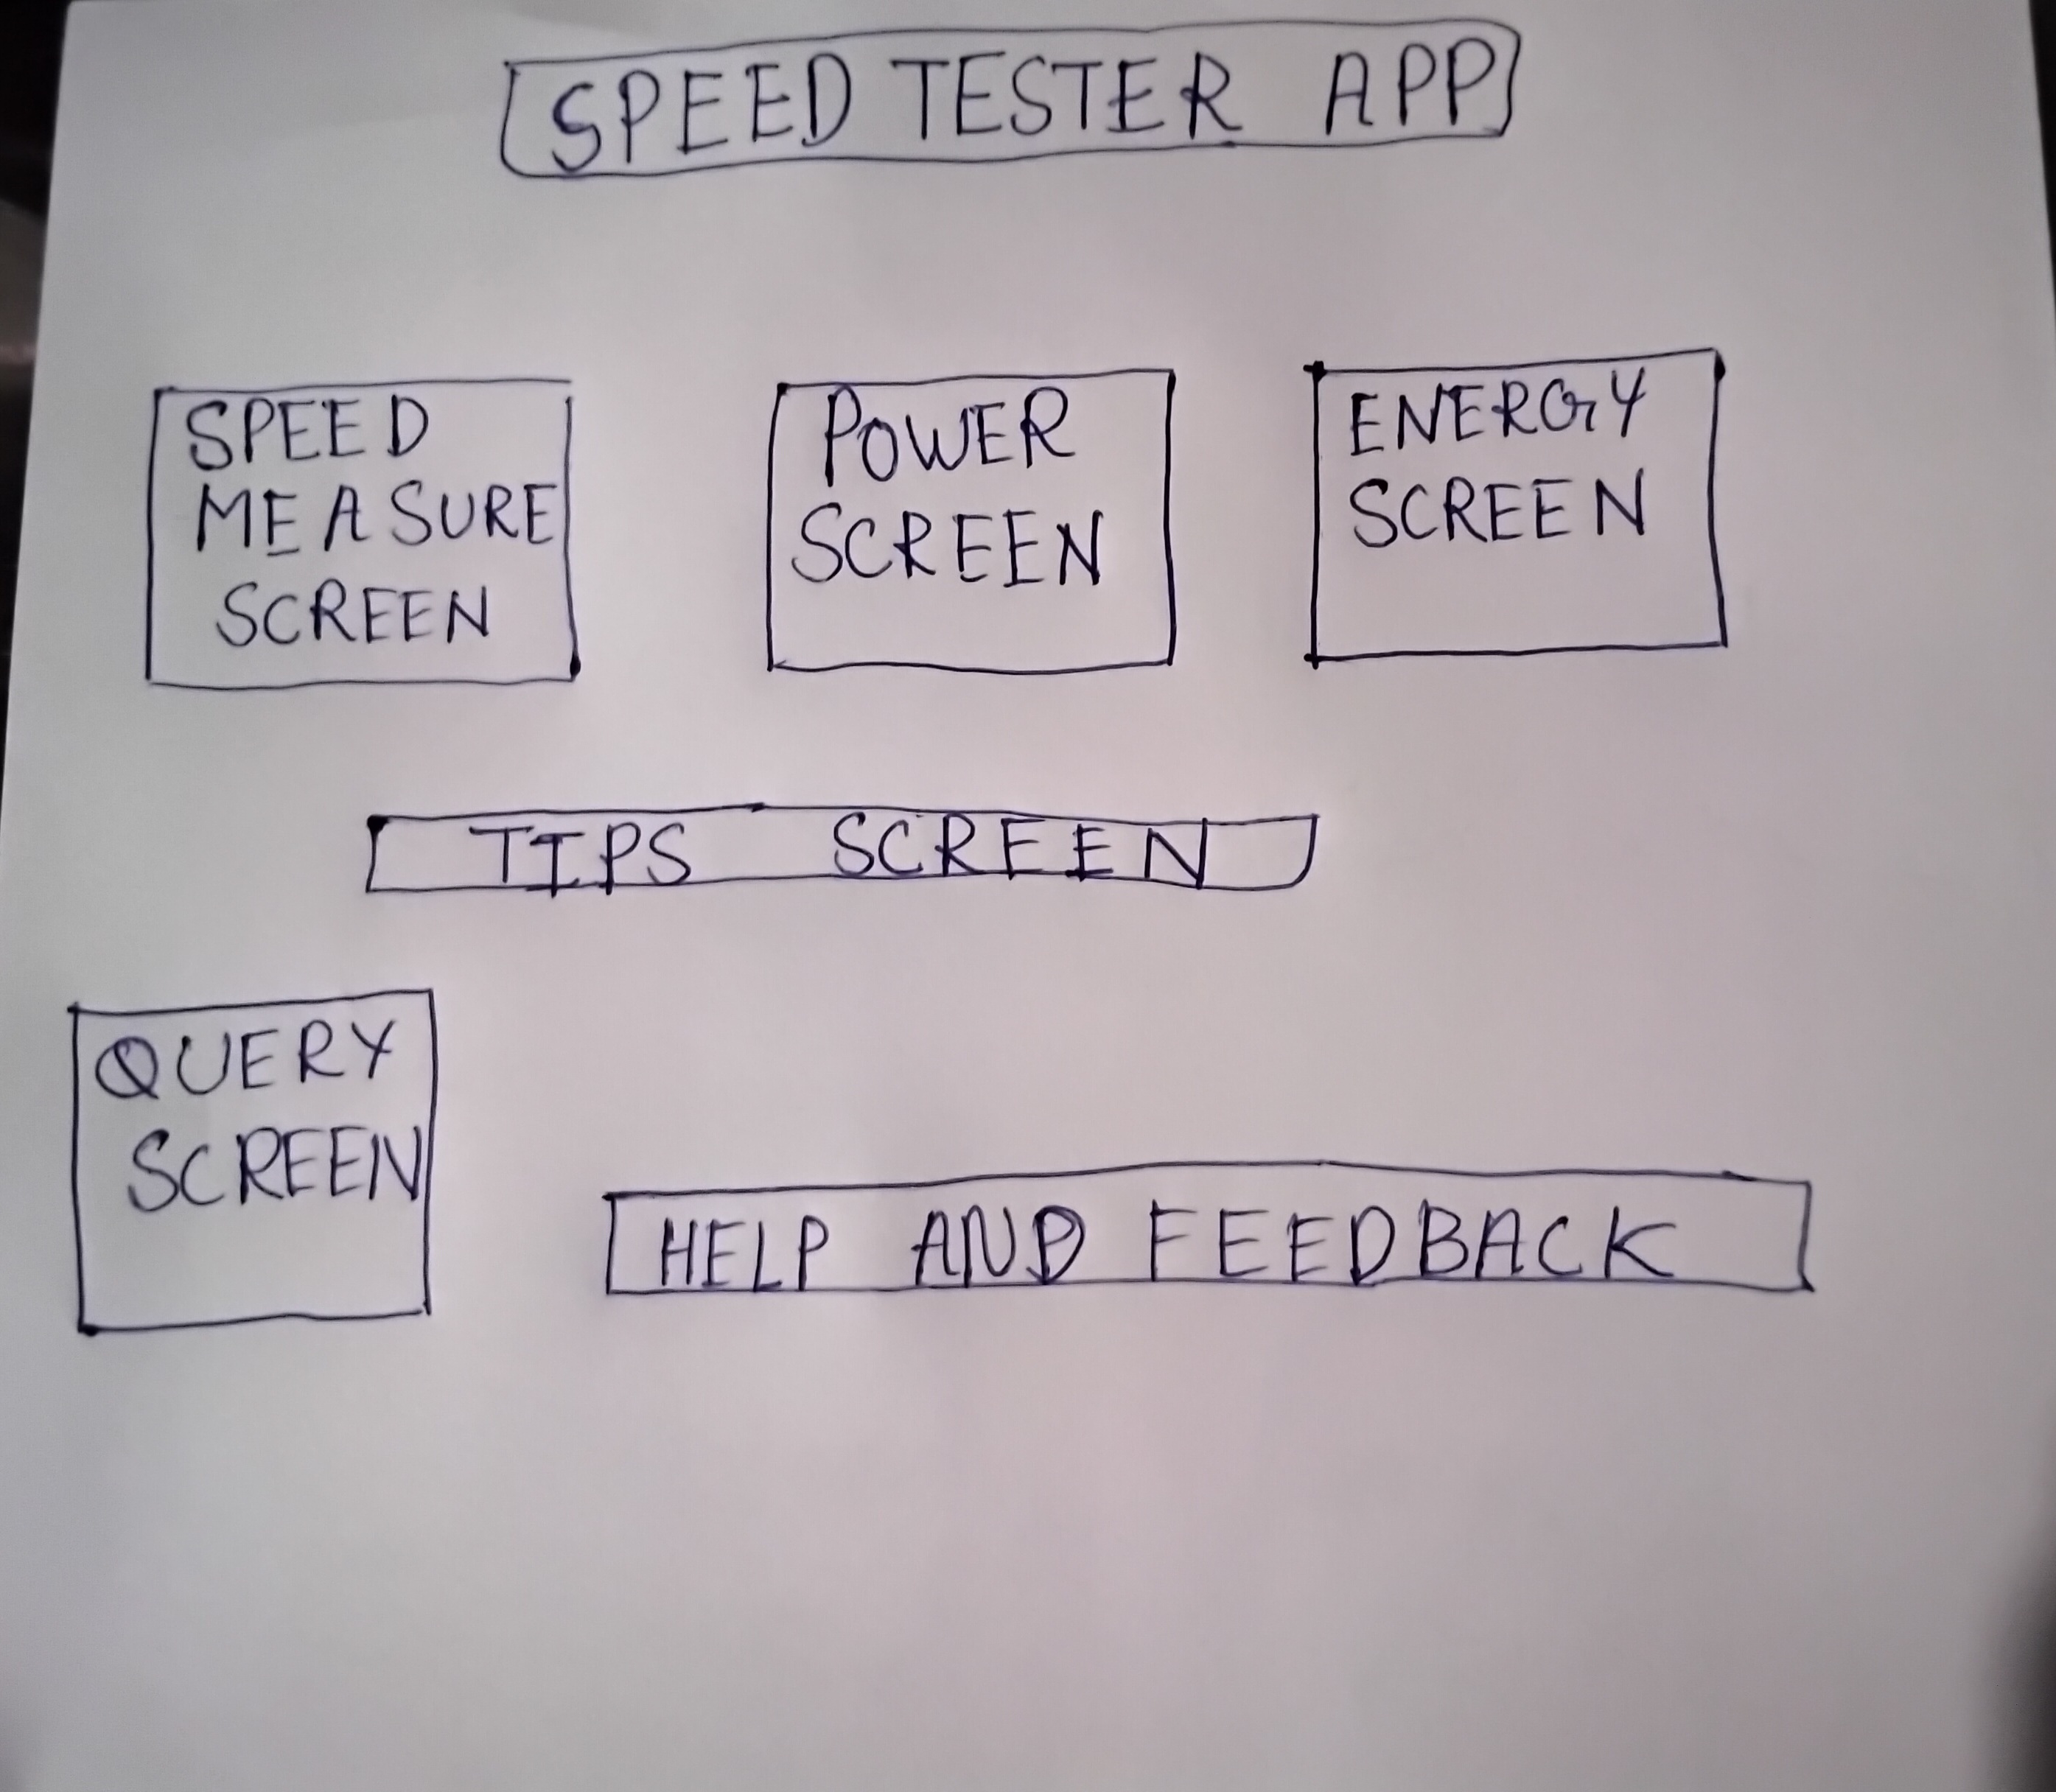 SPEED TESTER APP
SPEED
MEASURE
SCREEN
POWER
SCREEN
ENERGY
SCREEN
TIPS SCREEN
QUERY
SCREEN
HELP AND FEEDBACK